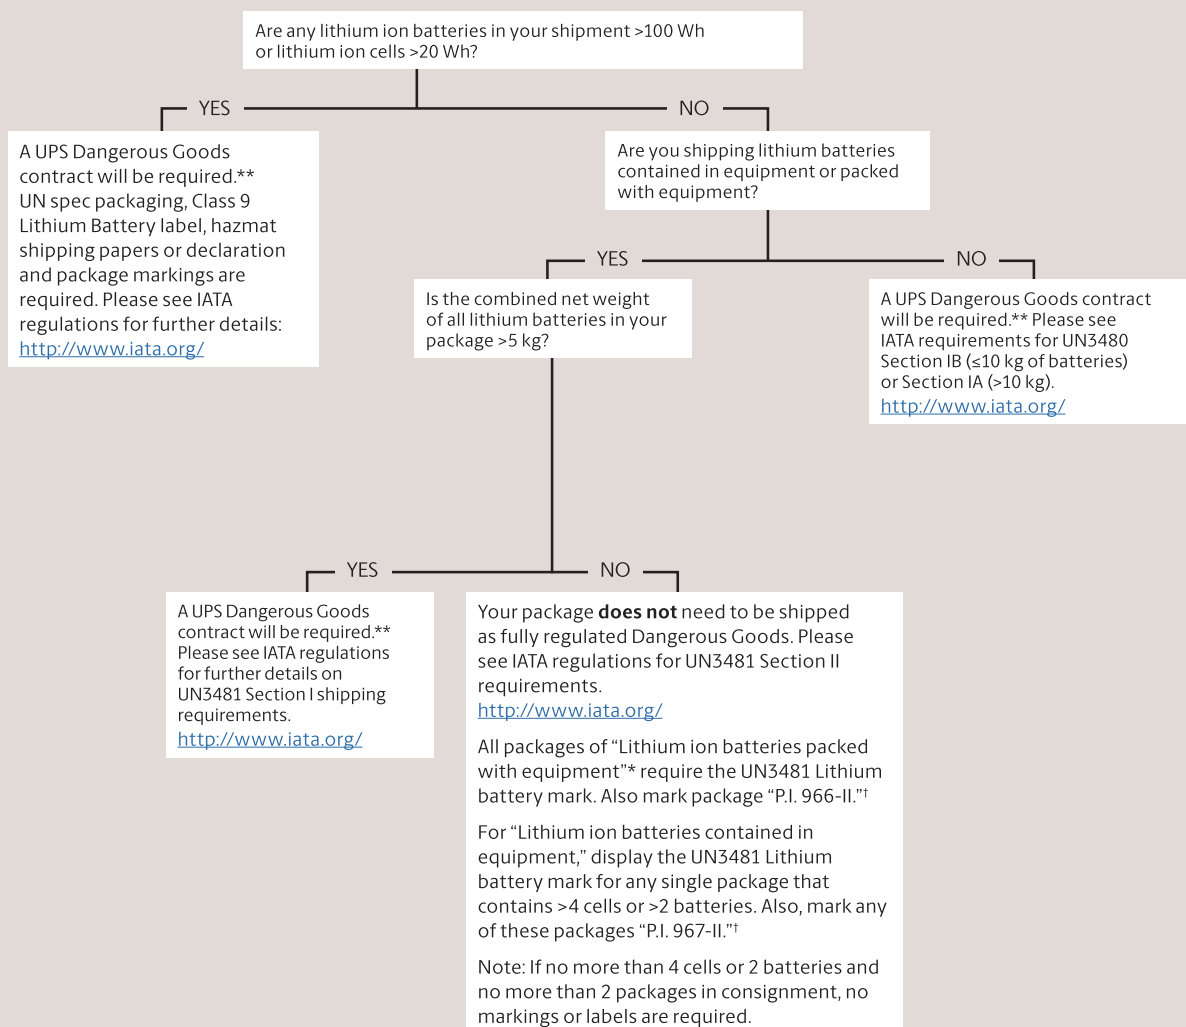 Are any lithium ion batteries in your shipment >100 Wh
or lithium ion cells >20 Wh?
YES
NO
A UPS Dangerous Goods
contract will be required.**
UN spec packaging, Class 9
Lithium Battery label, hazmat
shipping papers or declaration
and package markings are
required. Please see IATA
regulations for further details:
http://www.iata.org/
Are you shipping lithium batteries
contained in equipment or packed
with equipment?
YES
NO
Is the combined net weight
of all lithium batteries in your
package >5 kg?
A UPS Dangerous Goods contract
will be required.** Please see
IATA requirements for UN3480
Section IB (≤10 kg of batteries)
or Section IA (>10 kg).
http://www.iata.org/
YES
NO
A UPS Dangerous Goods
contract will be required.**
Please see IATA regulations
for further details on
UN3481 Section I shipping
requirements.
http://www.iata.org/
Your package does not need to be shipped
as fully regulated Dangerous Goods. Please
see IATA regulations for UN3481 Section II
requirements.
http://www.iata.org/
All packages of “Lithium ion batteries packed
with equipment”* require the UN3481 Lithium
battery mark. Also mark package “P.I. 966-II.”†
For “Lithium ion batteries contained in
equipment,” display the UN3481 Lithium
battery mark for any single package that
contains >4 cells or >2 batteries. Also, mark any
of these packages “P.I. 967-II.”†
Note: If no more than 4 cells or 2 batteries and
no more than 2 packages in consignment, no
markings or labels are required.